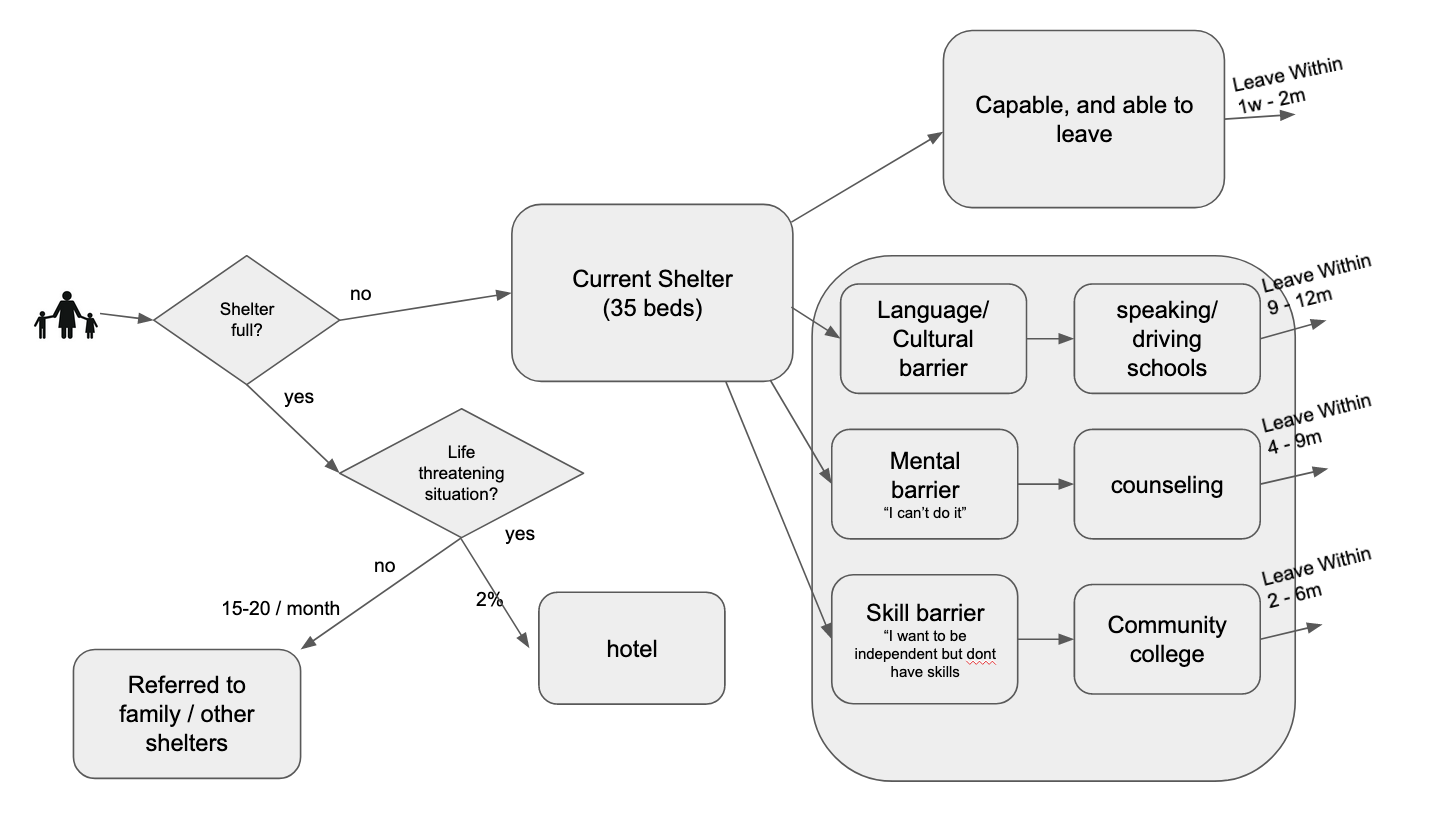 Capable, and able to
leave
Leave Within
1w - 2m
Shelter
full?
no
yes
Current Shelter
(35 beds)
Language/
Cultural
barrier
speaking/
driving
schools
Leave Within
9 - 12m
Mental
barrier
“I can’t do it”
counseling
Leave Within
4 - 9m
Skill barrier
“I want to be
independent but dont
have skills
Community
college
Leave Within
2 - 6m
Life
threatening
situation?
yes
no
2%
15-20 / month
hotel
Referred to
family / other
shelters